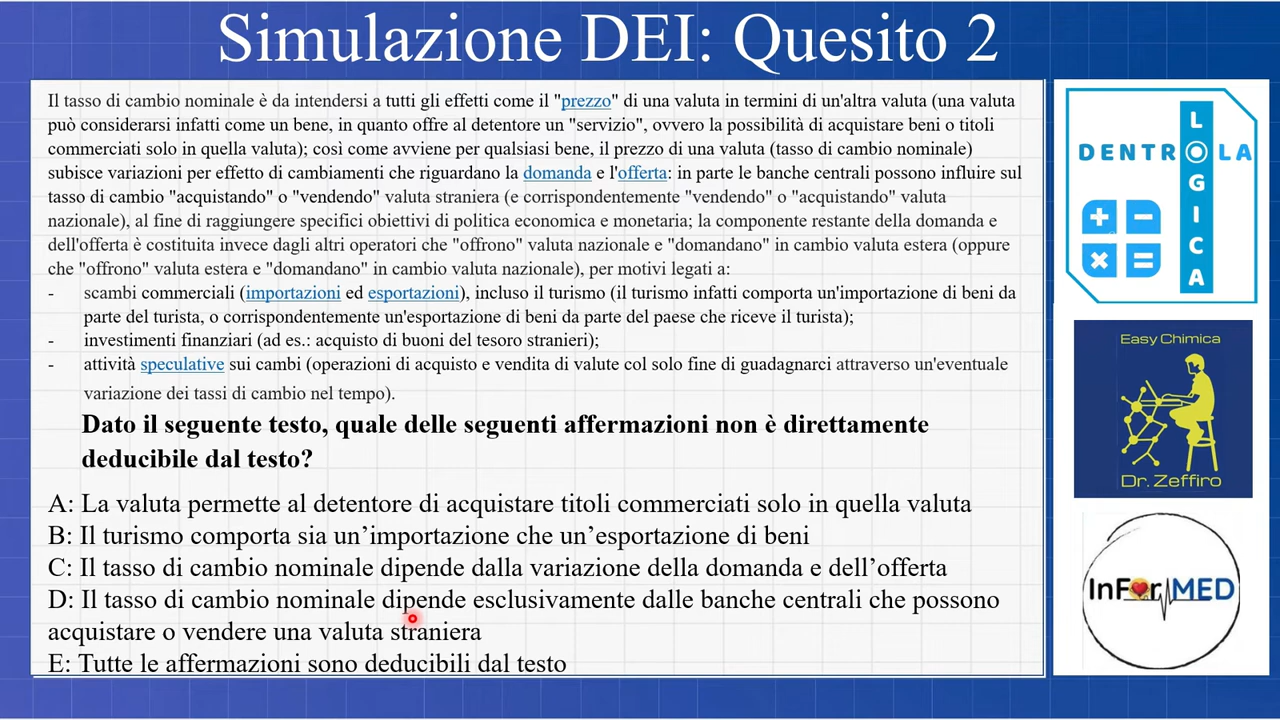 Simulazione DEI: Quesito 2
Il tasso di cambio nominale è da intendersi a tutti gli effetti come il "prezzo" di una valuta in termini di un'altra valuta (una valuta
può considerarsi infatti come un bene, in quanto offre al detentore un "servizio", ovvero la possibilità di acquistare beni o titoli
commerciati solo in quella valuta); così come avviene per qualsiasi bene, il prezzo di una valuta (tasso di cambio nominale)
subisce variazioni per effetto di cambiamenti che riguardano la domanda e l'offerta: in parte le banche centrali possono influire sul
tasso di cambio "acquistando" o "vendendo" valuta straniera (e corrispondentemente "vendendo" o "acquistando" valuta
nazionale), al fine di raggiungere specifici obiettivi di politica economica e monetaria; la componente restante della domanda e
dell'offerta è costituita invece dagli altri operatori che "offrono" valuta nazionale e "domandano" in cambio valuta estera (oppure
che "offrono" valuta estera e "domandano" in cambio valuta nazionale), per motivi legati a:
- scambi commerciali (importazioni ed esportazioni), incluso il turismo (il turismo infatti comporta un'importazione di beni da
parte del turista, o corrispondentemente un'esportazione di beni da parte del paese che riceve il turista);
- investimenti finanziari (ad es.: acquisto di buoni del tesoro stranieri);
- attività speculative sui cambi (operazioni di acquisto e vendita di valute col solo fine di guadagnarci attraverso un'eventuale
variazione dei tassi di cambio nel tempo).
Dato il seguente testo, quale delle seguenti affermazioni non è direttamente
deducibile dal testo?
A: La valuta permette al detentore di acquistare titoli commerciati solo in quella valuta
B: Il turismo comporta sia un'importazione che un'esportazione di beni
C: Il tasso di cambio nominale dipende dalla variazione della domanda e dell'offerta
D: Il tasso di cambio nominale dipende esclusivamente dalle banche centrali che possono
acquistare o vendere una valuta straniera
E: Tutte le affermazioni sono deducibili dal testo
DENTRO LA
LOGICA
Easy Chimica
Dr. Zeffiro
InForMED